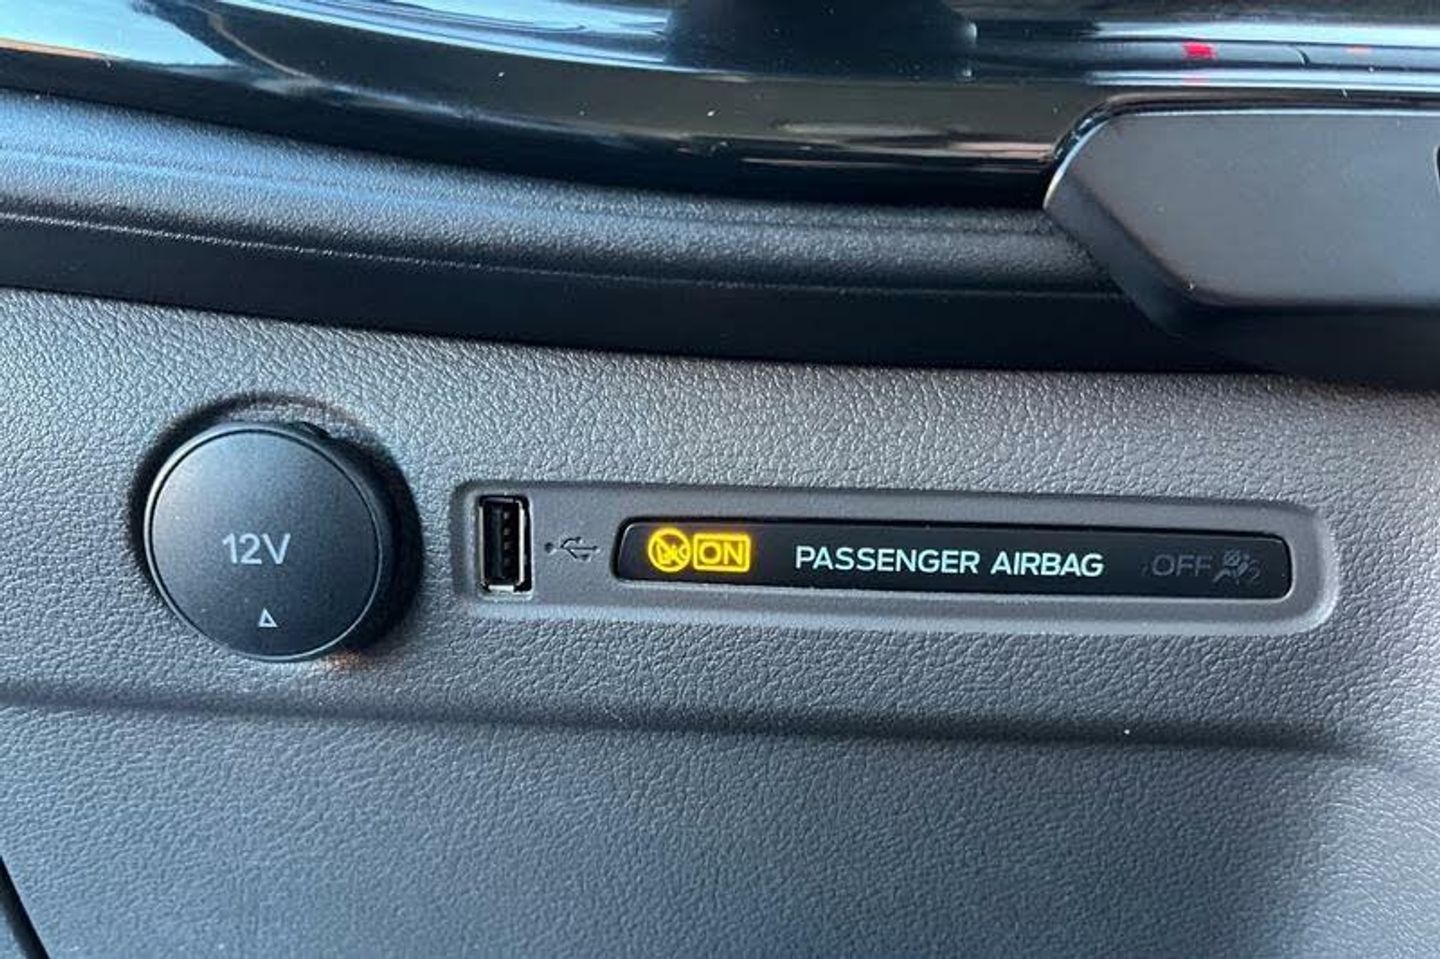 12V
ON PASSENGER AIRBAG OFF